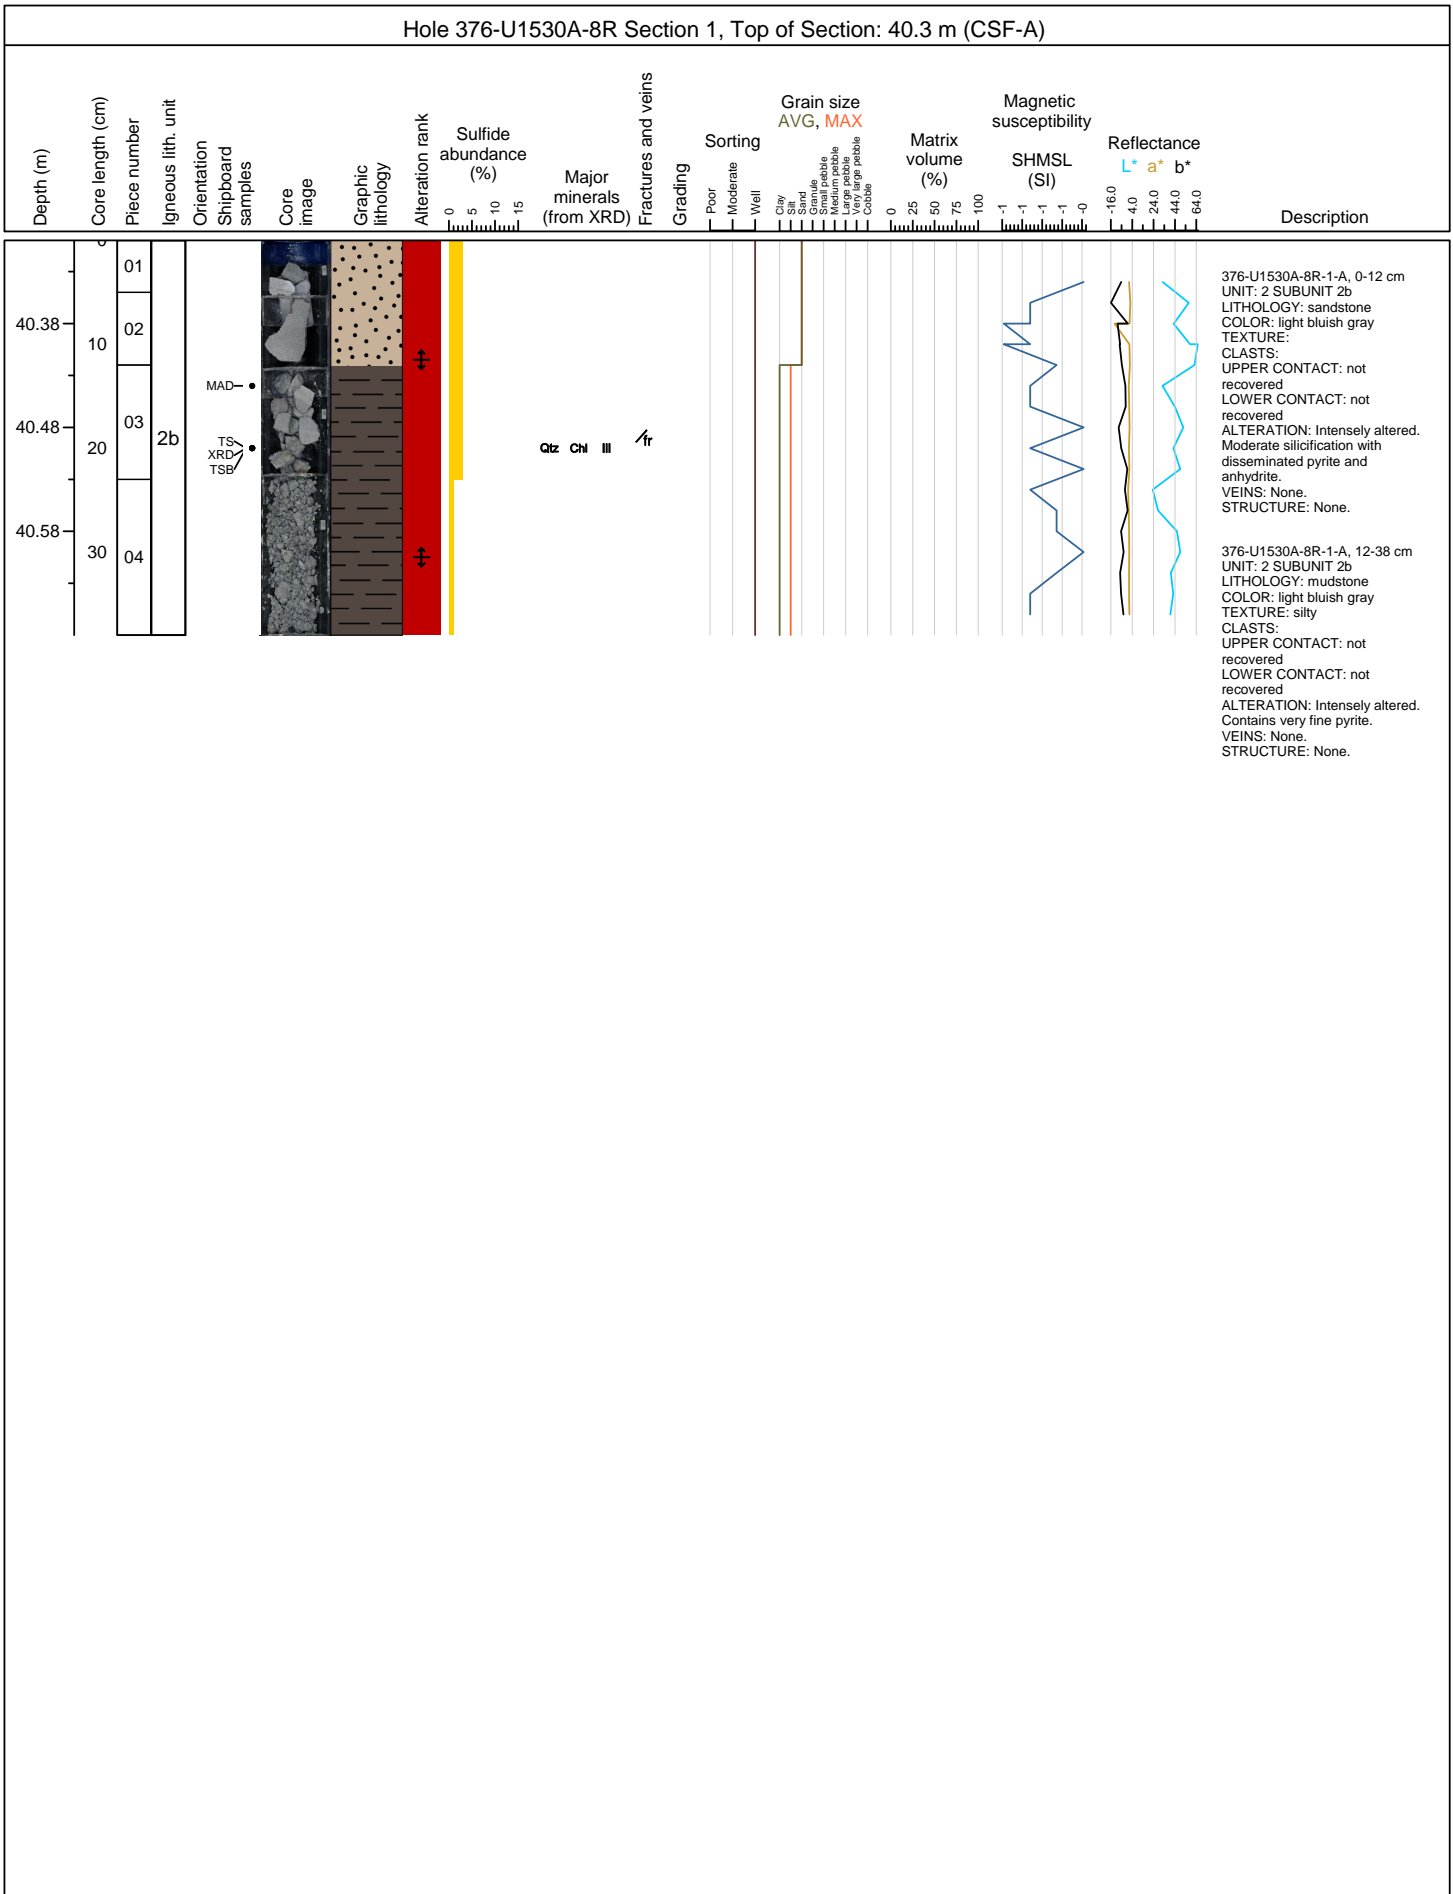 Hole 376-U1530A-8R Section 1, Top of Section: 40.3 m (CSF-A)
Depth (m)
Core length (cm)
Piece number
Igneous lith. unit
Orientation
Shipboard
samples
Core
image
Graphic
lithology
Alteration rank
Sulfide
abundance
(%)
0
5
10
15
Major
minerals
(from XRD)
Fractures and veins
Grading
Sorting
Poor
Moderate
Well
Grain size
AVG, MAX
Clay
Silt
Sand
Granule
Small pebble
Medium pebble
Large pebble
Very large pebble
Cobble
Matrix
volume
(%)
0
25
50
75
100
Magnetic
susceptibility
SHMSL
(SI)
-1
-1
-1
-1
-0
Reflectance
L* a* b*
-16.0
4.0
24.0
44.0
64.0
Description
0
10
20
30
40.38
40.48
40.58
01
02
03
04
2b
MAD
TS
XRD
TSB
Qtz Chl Ill
fr
376-U1530A-8R-1-A, 0-12 cm
UNIT: 2 SUBUNIT 2b
LITHOLOGY: sandstone
COLOR: light bluish gray
TEXTURE:
CLASTS:
UPPER CONTACT: not
recovered
LOWER CONTACT: not
recovered
ALTERATION: Intensely altered.
Moderate silicification with
disseminated pyrite and
anhydrite.
VEINS: None.
STRUCTURE: None.
376-U1530A-8R-1-A, 12-38 cm
UNIT: 2 SUBUNIT 2b
LITHOLOGY: mudstone
COLOR: light bluish gray
TEXTURE: silty
CLASTS:
UPPER CONTACT: not
recovered
LOWER CONTACT: not
recovered
ALTERATION: Intensely altered.
Contains very fine pyrite.
VEINS: None.
STRUCTURE: None.